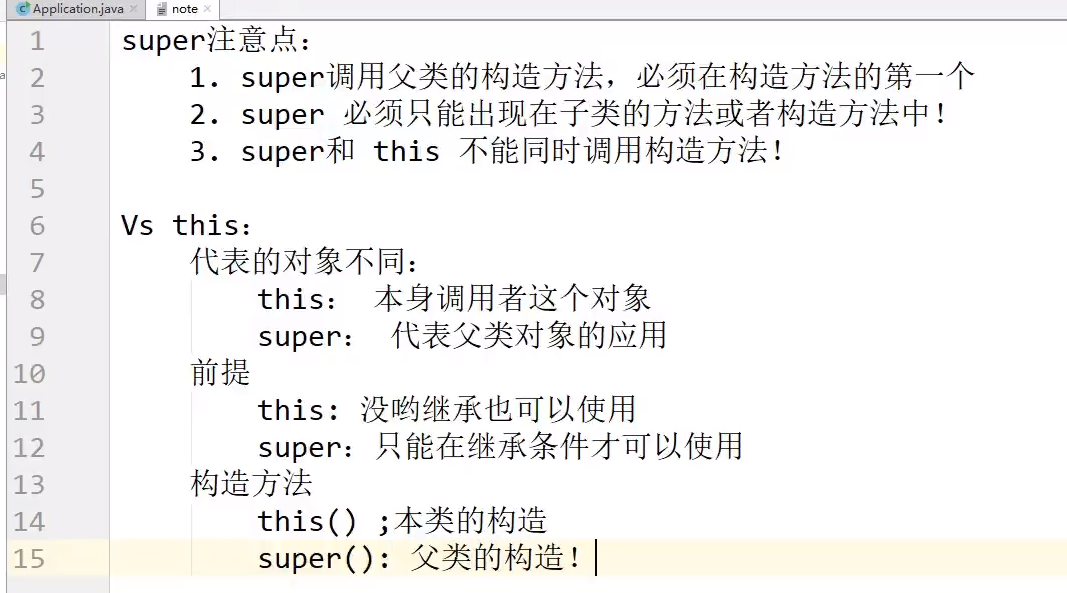 Application.java
note
1 super注意点：
2 1. super调用父类的构造方法，必须在构造方法的第一个
3 2. super 必须只能出现在子类的方法或者构造方法中！
4 3. super和 this 不能同时调用构造方法！
5
6 Vs this：
7 代表的对象不同：
8 this： 本身调用者这个对象
9 super： 代表父类对象的应用
10 前提
11 this：没哟继承也可以使用
12 super：只能在继承条件才可以使用
13 构造方法
14 this() ;本类的构造
15 super()：父类的构造！